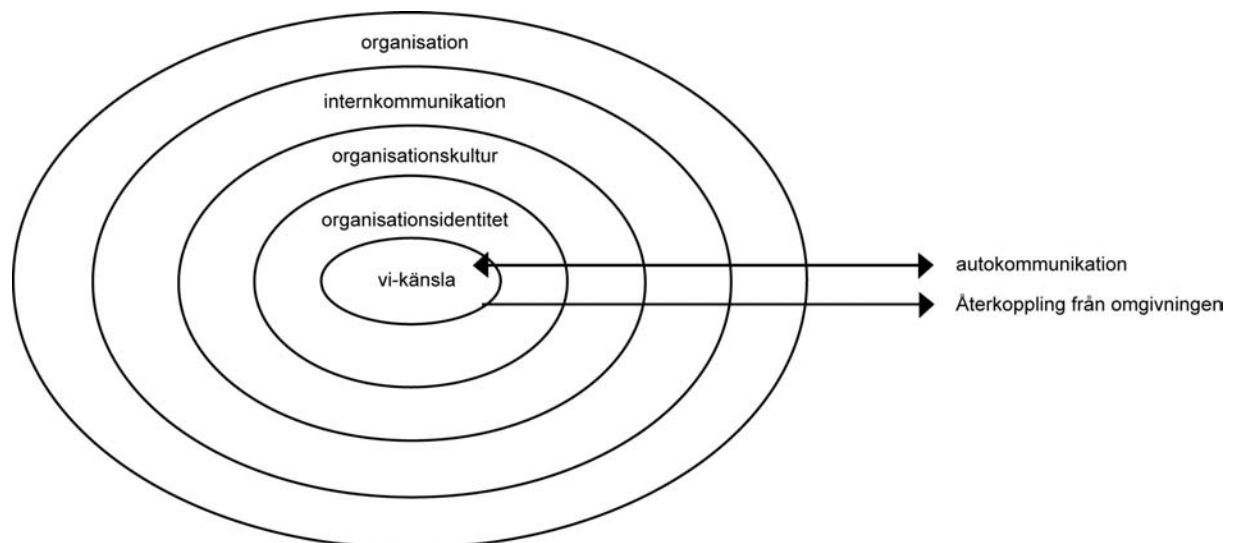 organisation
internkommunikation
organisationskultur
organisationsidentitet
vi-känsla
autokommunikation
Återkoppling från omgivningen